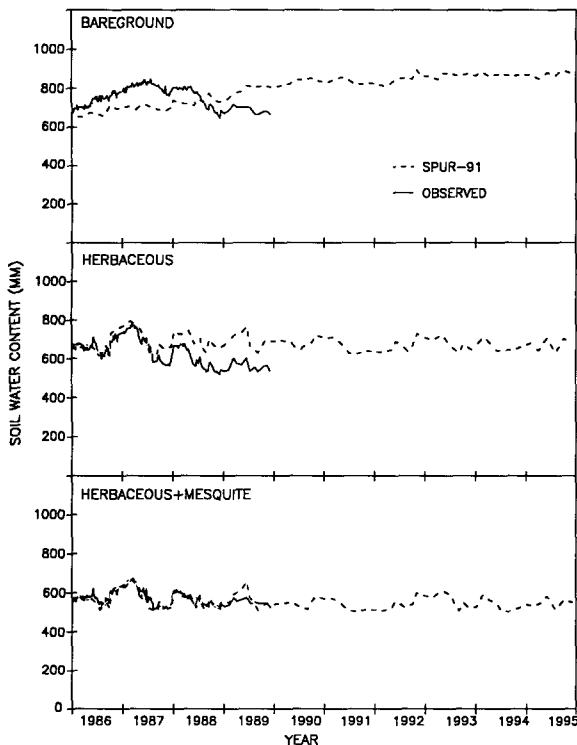 BAREGROUND
1000
800
600
400
200
SPUR-91
OBSERVED
HERBACEOUS
1000
800
600
400
200
SOIL WATER CONTENT (MM)
HERBACEOUS+MESQUITE
1000
800
600
400
200
0
1986 1987 1988 1989 1990 1991 1992 1993 1994 1995
YEAR